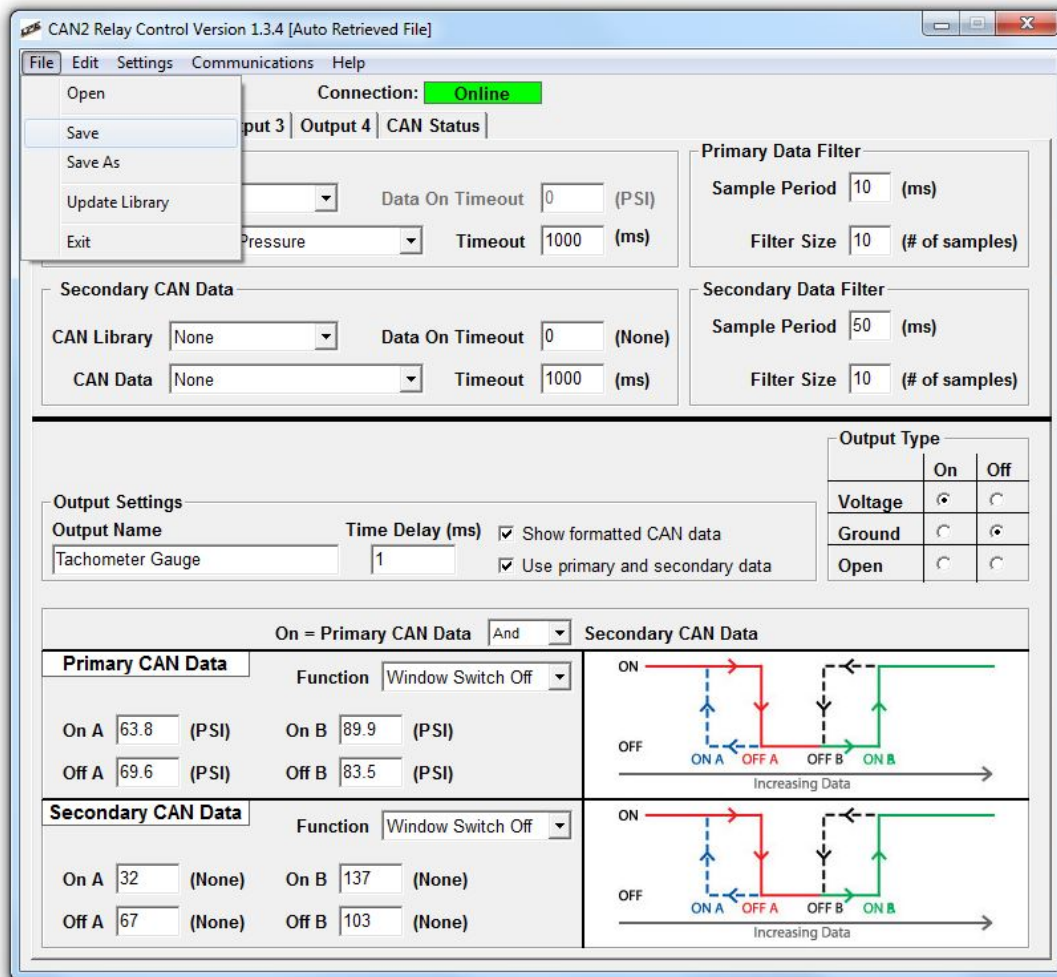 CAN2 Relay Control Version 1.3.4 [Auto Retrieved File]
File Edit Settings Communications Help
Open
Save
Save As
Update Library
Exit
Connection: Online
put 3 Output 4 CAN Status
Data On Timeout 0 (PSI)
Pressure Timeout 1000 (ms)
Primary Data Filter
Sample Period 10 (ms)
Filter Size 10 (# of samples)
Secondary CAN Data
CAN Library None Data On Timeout 0 (None)
CAN Data None Timeout 1000 (ms)
Secondary Data Filter
Sample Period 50 (ms)
Filter Size 10 (# of samples)
Output Type
On Off
Voltage
Ground
Open
Output Settings
Output Name Time Delay (ms) Show formatted CAN data
Tachometer Gauge 1 Use primary and secondary data
On = Primary CAN Data And Secondary CAN Data
Primary CAN Data Function Window Switch Off
On A 63.8 (PSI) On B 89.9 (PSI)
Off A 69.6 (PSI) Off B 83.5 (PSI)
ON
OFF
ON A OFF A OFF B ON B
Increasing Data
Secondary CAN Data Function Window Switch Off
On A 32 (None) On B 137 (None)
Off A 67 (None) Off B 103 (None)
ON
OFF
ON A OFF A OFF B ON B
Increasing Data